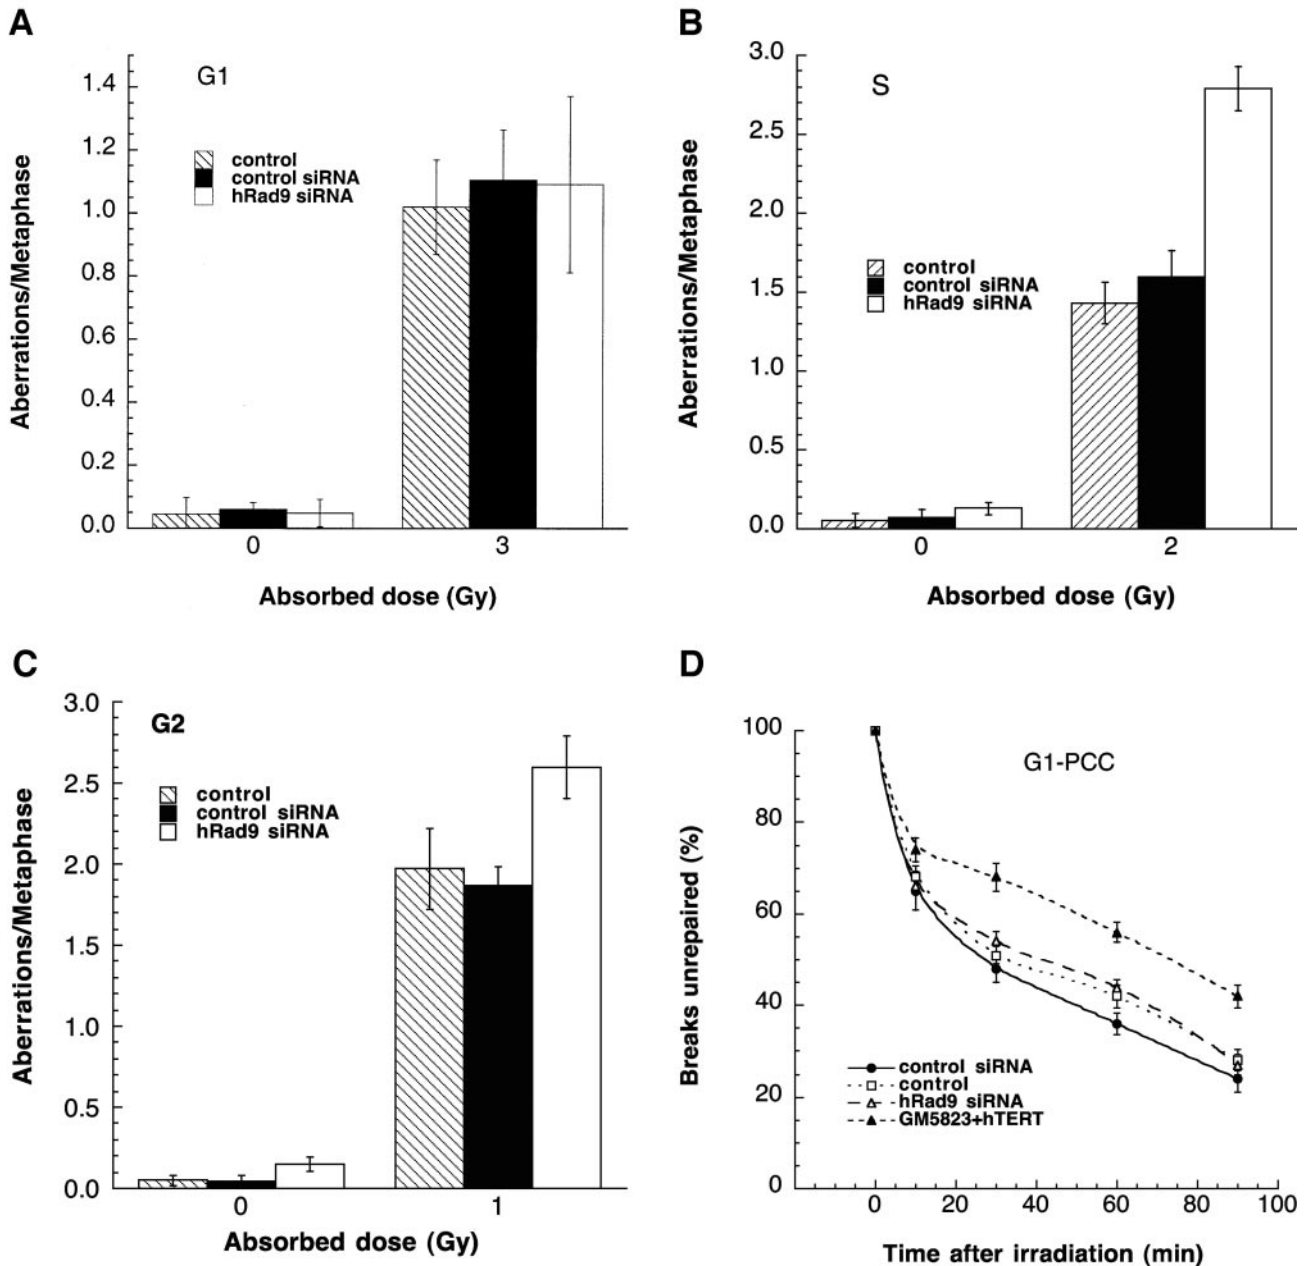 A
G1
control
control siRNA
hRad9 siRNA
Aberrations/Metaphase
1.4
1.2
1.0
0.8
0.6
0.4
0.2
0.0
0
3
Absorbed dose (Gy)
B
S
control
control siRNA
hRad9 siRNA
Aberrations/Metaphase
3.0
2.5
2.0
1.5
1.0
0.5
0.0
0
2
Absorbed dose (Gy)
C
G2
control
control siRNA
hRad9 siRNA
Aberrations/Metaphase
3.0
2.5
2.0
1.5
1.0
0.5
0.0
0
1
Absorbed dose (Gy)
D
G1-PCC
Breaks unrepaired (%)
100
80
60
40
20
0
control siRNA
control
hRad9 siRNA
GM5823+hTERT
0 20 40 60 80 100
Time after irradiation (min)